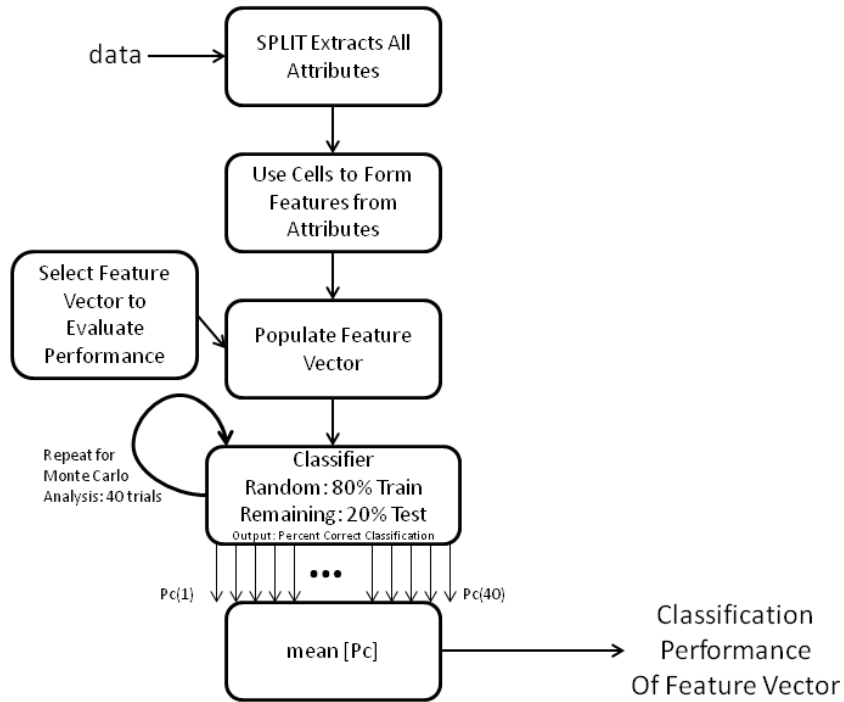 data
SPLIT Extracts All
Attributes
Use Cells to Form
Features from
Attributes
Select Feature
Vector to
Evaluate
Performance
Populate Feature
Vector
Repeat for
Monte Carlo
Analysis: 40 trials
Classifier
Random: 80% Train
Remaining: 20% Test
Output: Percent Correct Classification
Pc(1)
•••
Pc(40)
mean [Pc]
Classification
Performance
Of Feature Vector